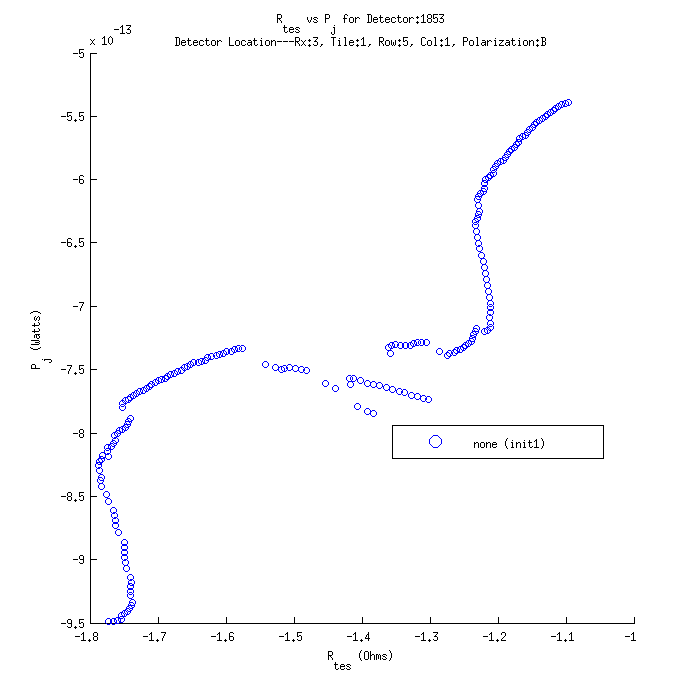 R_tes vs P_j for Detector:1853
x 10^-13
Detector Location---Rx:3, Tile:1, Row:5, Col:1, Polarization:B
-5
-5.5
-6
-6.5
-7
-7.5
-8
-8.5
-9
-9.5
P_j (Watts)
none (init1)
-1.8 -1.7 -1.6 -1.5 -1.4 -1.3 -1.2 -1.1 -1
R_tes (Ohms)